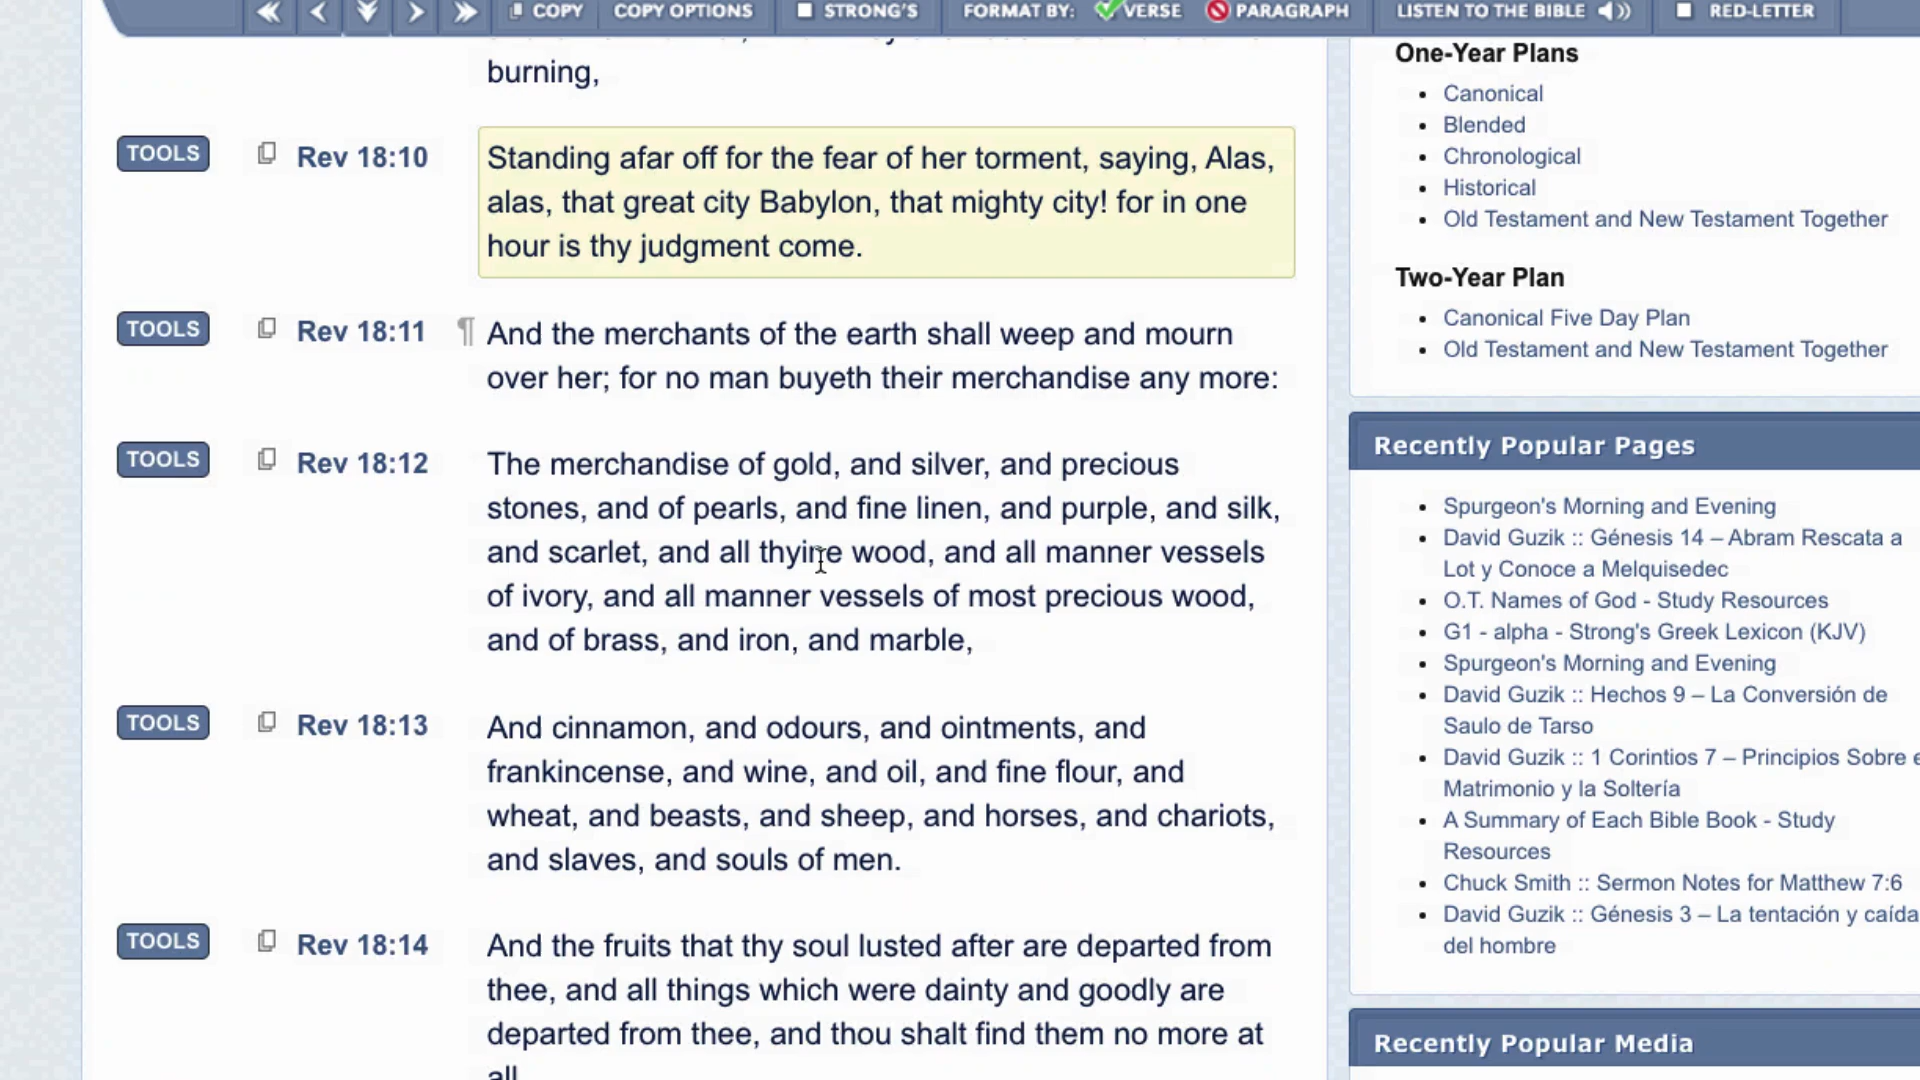 COPY COPY OPTIONS STRONG'S FORMAT BY: VERSE PARAGRAPH LISTEN TO THE BIBLE RED-LETTER
burning,
TOOLS Rev 18:10 Standing afar off for the fear of her torment, saying, Alas,
alas, that great city Babylon, that mighty city! for in one
hour is thy judgment come.
TOOLS Rev 18:11 ¶ And the merchants of the earth shall weep and mourn
over her; for no man buyeth their merchandise any more:
TOOLS Rev 18:12 The merchandise of gold, and silver, and precious
stones, and of pearls, and fine linen, and purple, and silk,
and scarlet, and all thyine wood, and all manner vessels
of ivory, and all manner vessels of most precious wood,
and of brass, and iron, and marble,
TOOLS Rev 18:13 And cinnamon, and odours, and ointments, and
frankincense, and wine, and oil, and fine flour, and
wheat, and beasts, and sheep, and horses, and chariots,
and slaves, and souls of men.
TOOLS Rev 18:14 And the fruits that thy soul lusted after are departed from
thee, and all things which were dainty and goodly are
departed from thee, and thou shalt find them no more at
all.
One-Year Plans
• Canonical
• Blended
• Chronological
• Historical
• Old Testament and New Testament Together
Two-Year Plan
• Canonical Five Day Plan
• Old Testament and New Testament Together
Recently Popular Pages
• Spurgeon's Morning and Evening
• David Guzik :: Génesis 14 – Abram Rescata a
Lot y Conoce a Melquisedec
• O.T. Names of God - Study Resources
• G1 - alpha - Strong's Greek Lexicon (KJV)
• Spurgeon's Morning and Evening
• David Guzik :: Hechos 9 – La Conversión de
Saulo de Tarso
• David Guzik :: 1 Corintios 7 – Principios Sobre e
Matrimonio y la Soltería
• A Summary of Each Bible Book - Study
Resources
• Chuck Smith :: Sermon Notes for Matthew 7:6
• David Guzik :: Génesis 3 – La tentación y caída
del hombre
Recently Popular Media